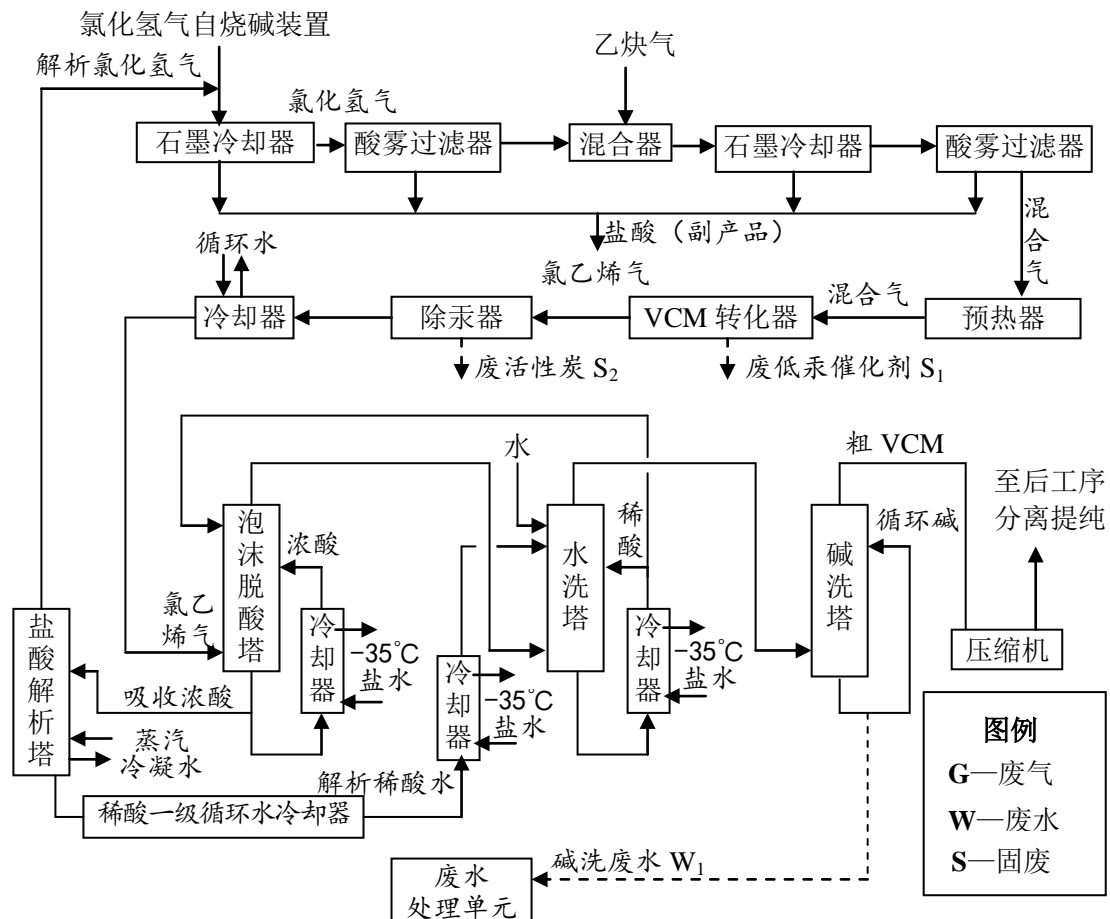 氯化氢气自烧碱装置
解析氯化氢气
乙炔气
氯化氢气
石墨冷却器
酸雾过滤器
混合器
石墨冷却器
酸雾过滤器
盐酸（副产品）
混
合
气
循环水
氯乙烯气
混合气
冷却器
除汞器
VCM 转化器
预热器
废活性炭 S₂
废低汞催化剂 S₁
水
粗 VCM
至后工序
分离提纯
泡
沫
脱
酸
塔
浓酸
水
洗
塔
稀
酸
碱
洗
塔
循环碱
氯乙
烯气
冷
却
器
-35℃
盐水
冷
却
器
-35℃
盐水
冷
却
器
-35℃
盐水
压缩机
盐
酸
解
析
塔
吸收浓酸
蒸汽
冷凝水
解析稀酸水
稀酸一级循环水冷却器
图例
G—废气
W—废水
S—固废
碱洗废水 W₁
废水
处理单元